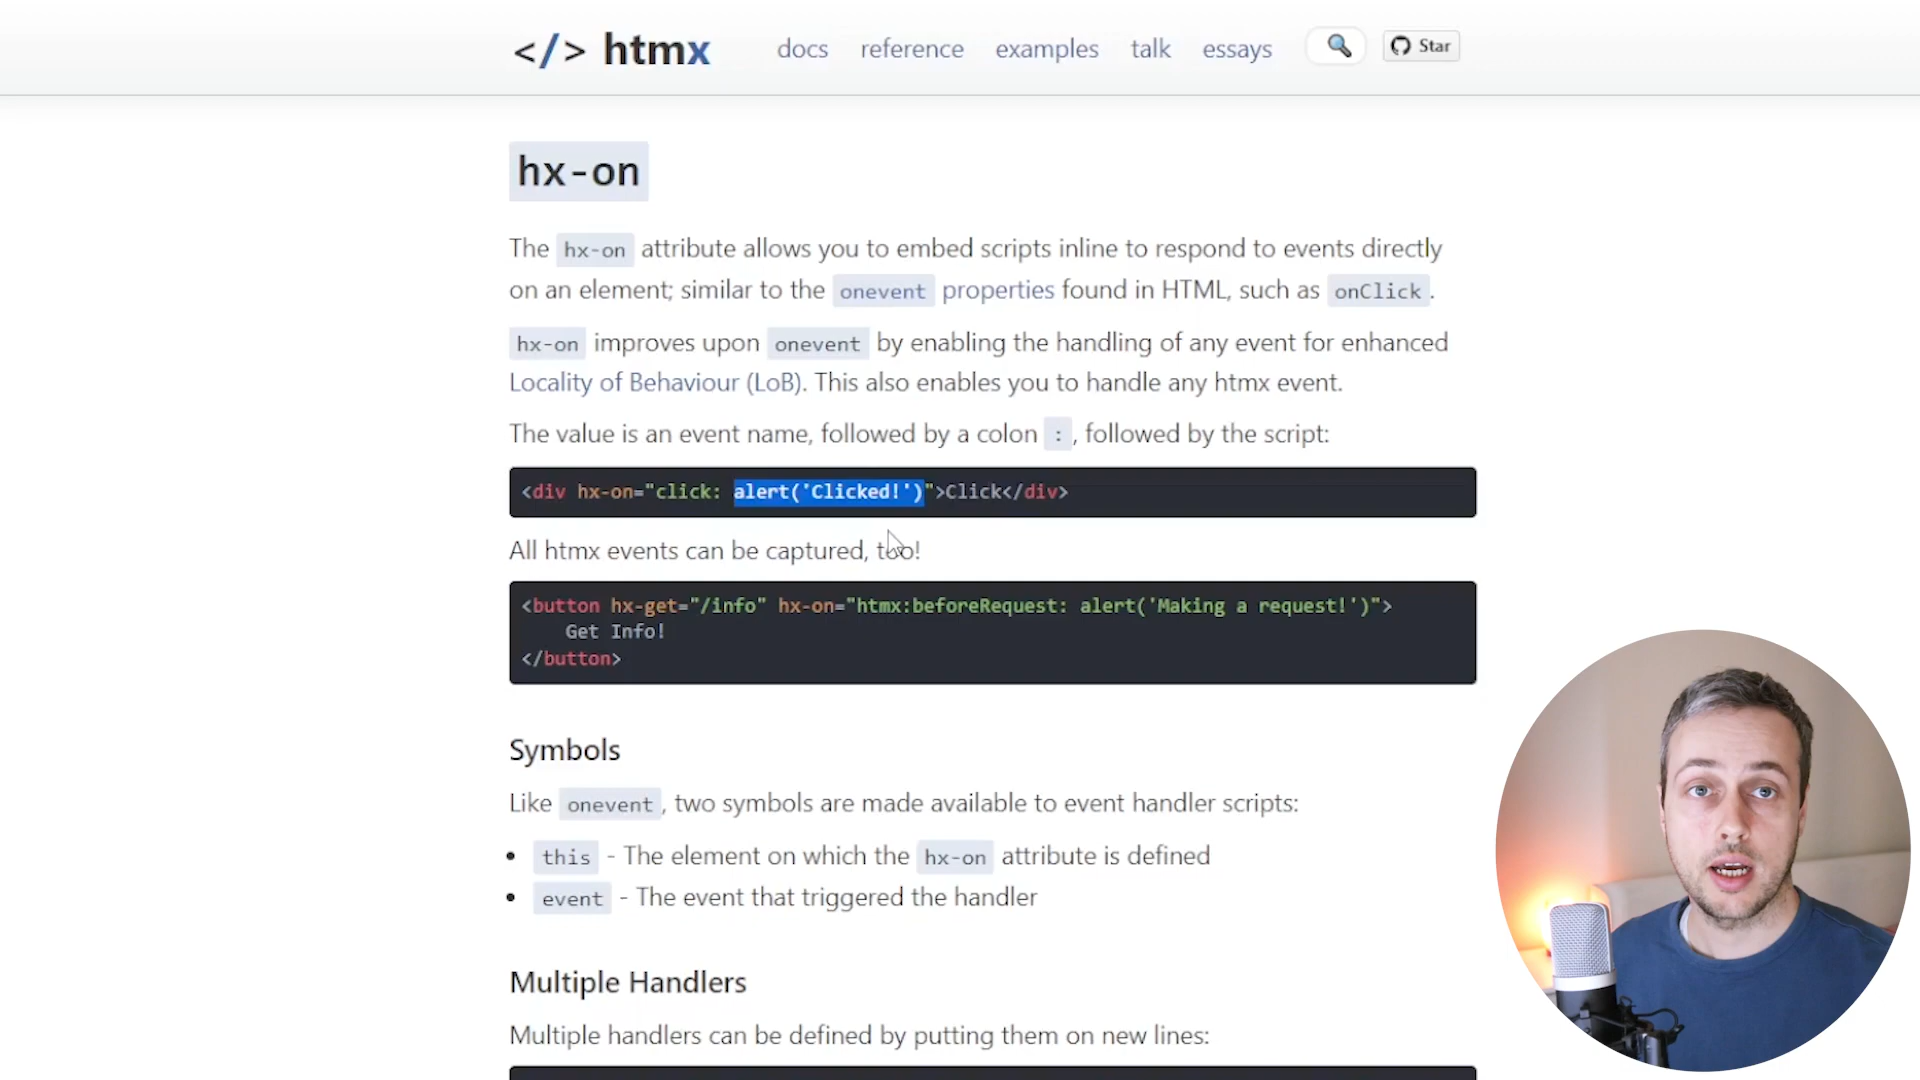 </> htmx docs reference examples talk essays Star
hx-on
The hx-on attribute allows you to embed scripts inline to respond to events directly
on an element; similar to the onevent properties found in HTML, such as onClick.
hx-on improves upon onevent by enabling the handling of any event for enhanced
Locality of Behaviour (LoB). This also enables you to handle any htmx event.
The value is an event name, followed by a colon :, followed by the script:
<div hx-on="click: alert('Clicked!')">Click</div>
All htmx events can be captured, too!
<button hx-get="/info" hx-on="htmx:beforeRequest: alert('Making a request!')">
Get Info!
</button>
Symbols
Like onevent, two symbols are made available to event handler scripts:
• this - The element on which the hx-on attribute is defined
• event - The event that triggered the handler
Multiple Handlers
Multiple handlers can be defined by putting them on new lines: